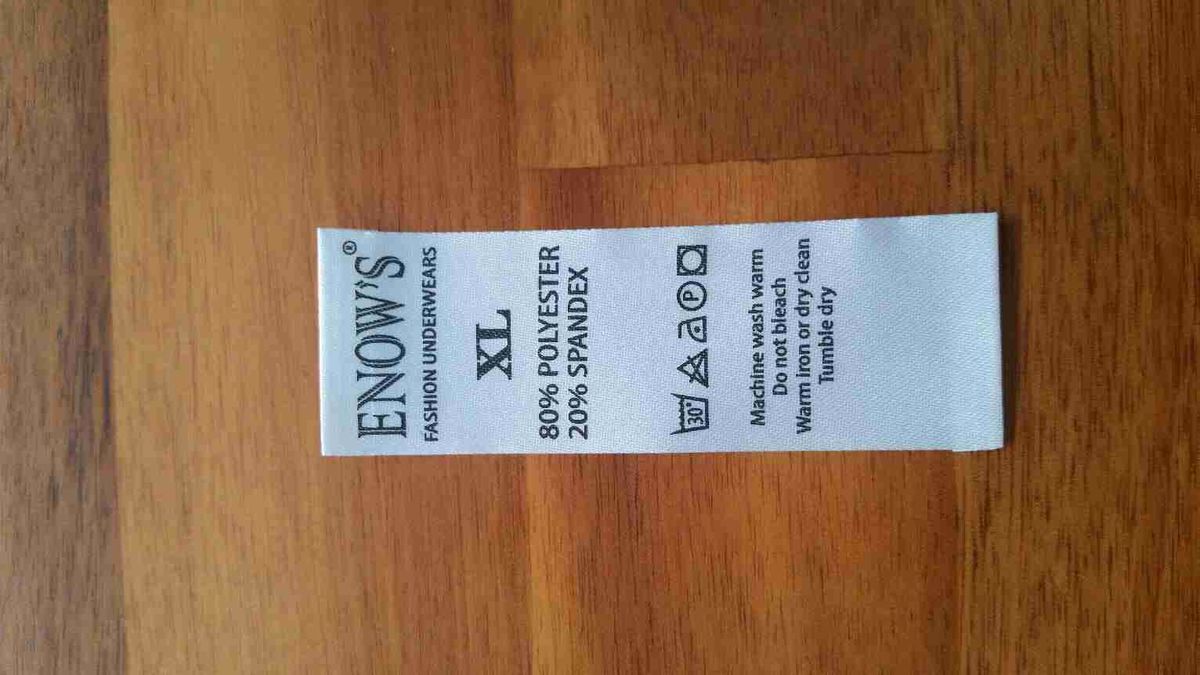 ENOW'S®
FASHION UNDERWEARS
XL
80% POLYESTER
20% SPANDEX
30° P
Machine wash warm
Do not bleach
Warm iron or dry clean
Tumble dry